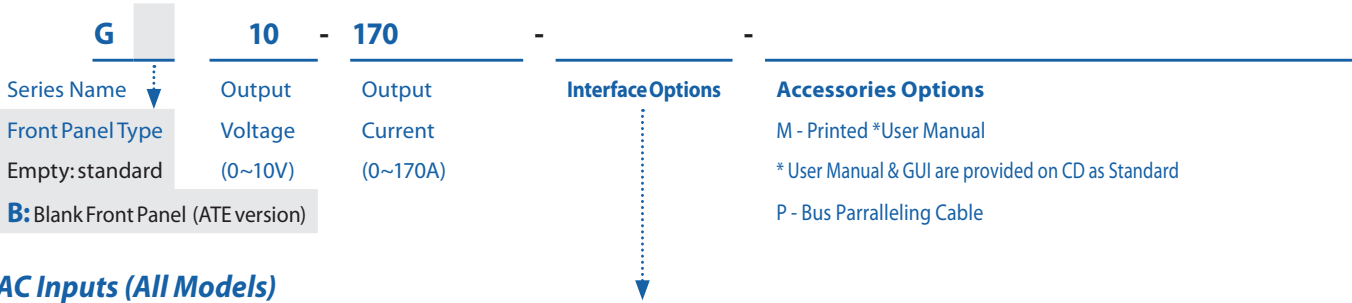 G 10 - 170 - -
Series Name Output Output Interface Options Accessories Options
Front Panel Type Voltage Current M - Printed *User Manual
Empty: standard (0~10V) (0~170A) * User Manual & GUI are provided on CD as Standard
B: Blank Front Panel (ATE version) P - Bus Parralleling Cable
AC Inputs (All Models)